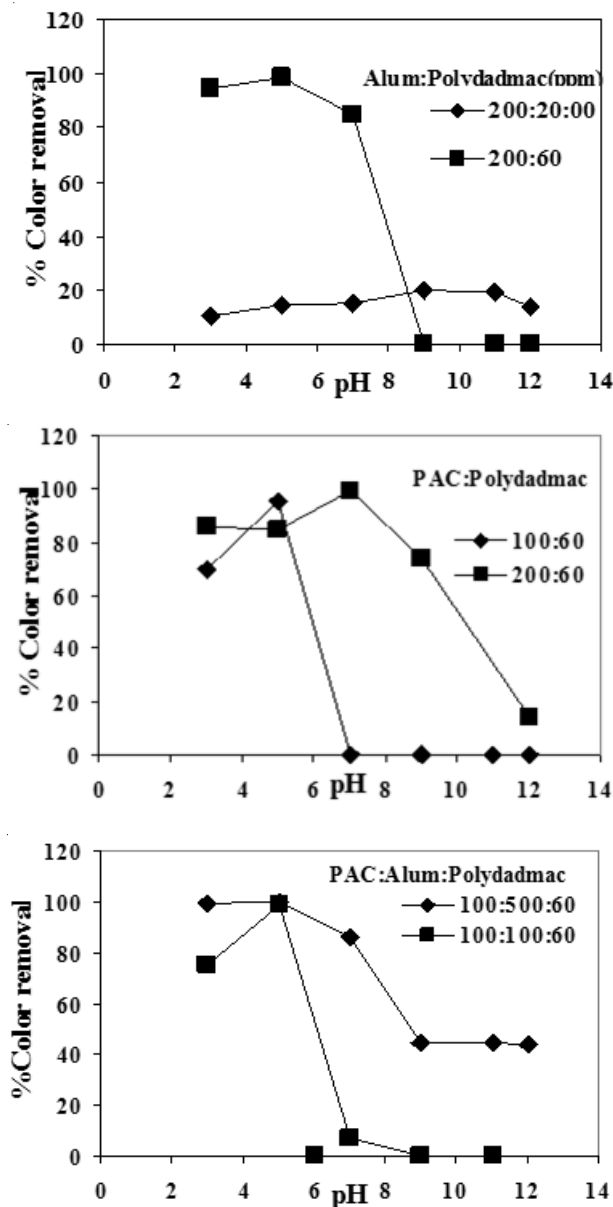 120
100
80
60
40
20
0
% Color removal
Alum:Polydadmac(ppm)
200:20:00
200:60
0 2 4 6 8 10 12 14
pH
120
100
80
60
40
20
0
% Color removal
PAC:Polydadmac
100:60
200:60
0 2 4 6 8 10 12 14
pH
120
100
80
60
40
20
0
%Color removal
PAC:Alum:Polydadmac
100:500:60
100:100:60
0 2 4 6 8 10 12 14
pH